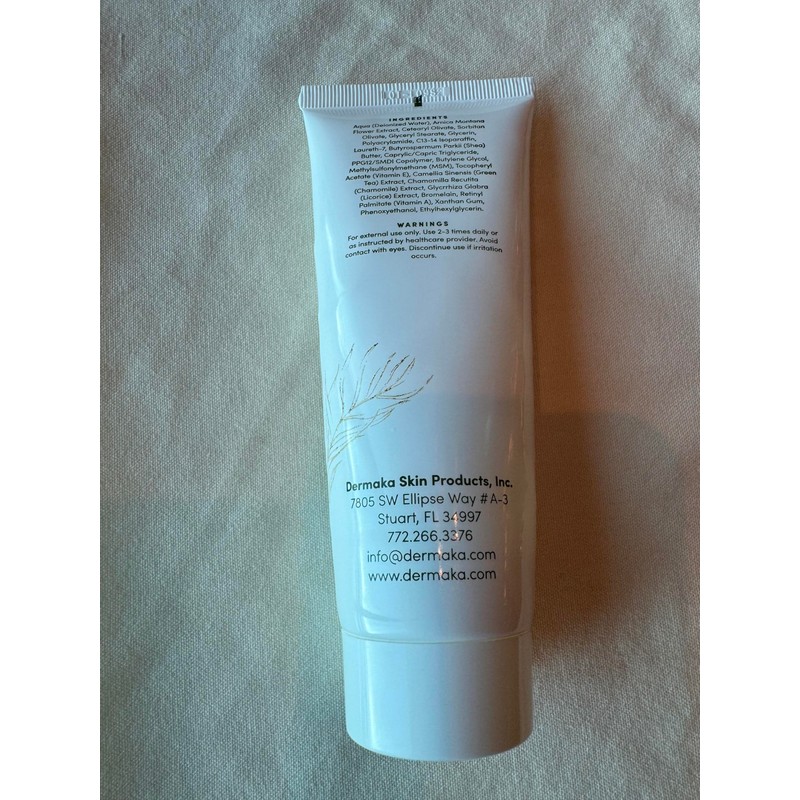 INGREDIENTS
Aqua (Deionized Water), Arnica Montana
Flower Extract, Cetearyl Olivate, Sorbitan
Olivate, Glyceryl Stearate, Glycerin,
Polyacrylamide, C13-14 Isoparaffin,
Laureth-7, Butyrospermum Parkii (Shea)
Butter, Caprylic/Capric Triglyceride,
PPG12/SMDI Copolymer, Butylene Glycol,
Methylsulfonylmethane (MSM), Tocopheryl
Acetate (Vitamin E), Camellia Sinensis (Green
Tea) Extract, Chamomilla Recutita
(Chamomile) Extract, Glycrrhiza Glabra
(Licorice) Extract, Bromelain, Retinyl
Palmitate (Vitamin A), Xanthan Gum,
Phenoxyethanol, Ethylhexylglycerin.
WARNINGS
For external use only. Use 2-3 times daily or
as instructed by healthcare provider. Avoid
contact with eyes. Discontinue use if irritation
occurs.
Dermaka Skin Products, Inc.
7805 SW Ellipse Way #A-3
Stuart, FL 34997
772.266.3376
info@dermaka.com
www.dermaka.com